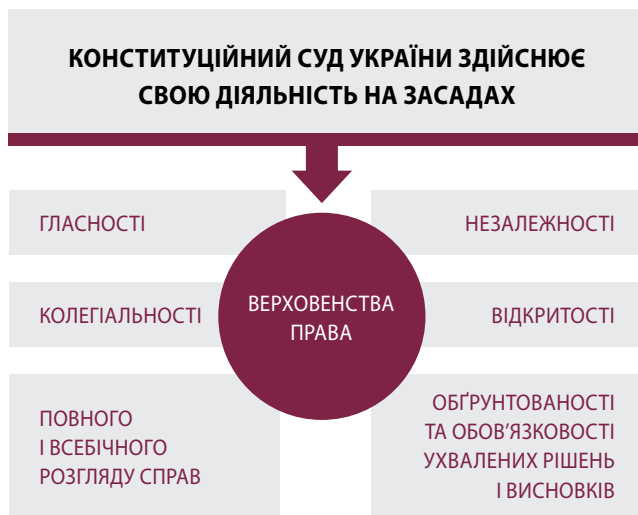 КОНСТИТУЦІЙНИЙ СУД УКРАЇНИ ЗДІЙСНЮЄ
СВОЮ ДІЯЛЬНІСТЬ НА ЗАСАДАХ
ГЛАСНОСТІ
НЕЗАЛЕЖНОСТІ
КОЛЕГІАЛЬНОСТІ
ВЕРХОВЕНСТВА
ПРАВА
ВІДКРИТОСТІ
ПОВНОГО
І ВСЕБІЧНОГО
РОЗГЛЯДУ СПРАВ
ОБҐРУНТОВАНОСТІ
ТА ОБОВ’ЯЗКОВОСТІ
УХВАЛЕНИХ РІШЕНЬ
І ВИСНОВКІВ